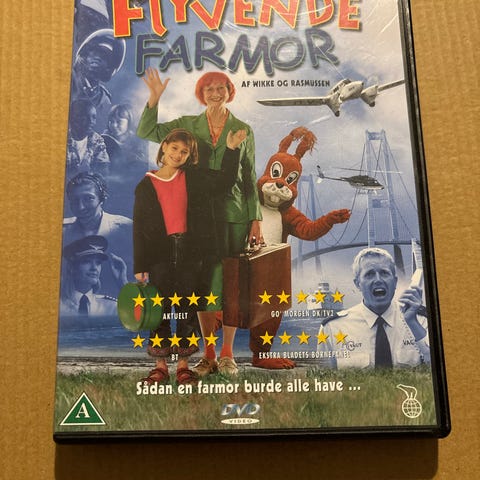 FLYVENDE
FARMOR
AF WIKKE OG RASMUSSEN
AKTUELT
GO' MORGEN DK/TV2
BT
EKSTRA BLADETS BØRNEPANEL
Sådan en farmor burde alle have ...
A
DVD
VIDEO